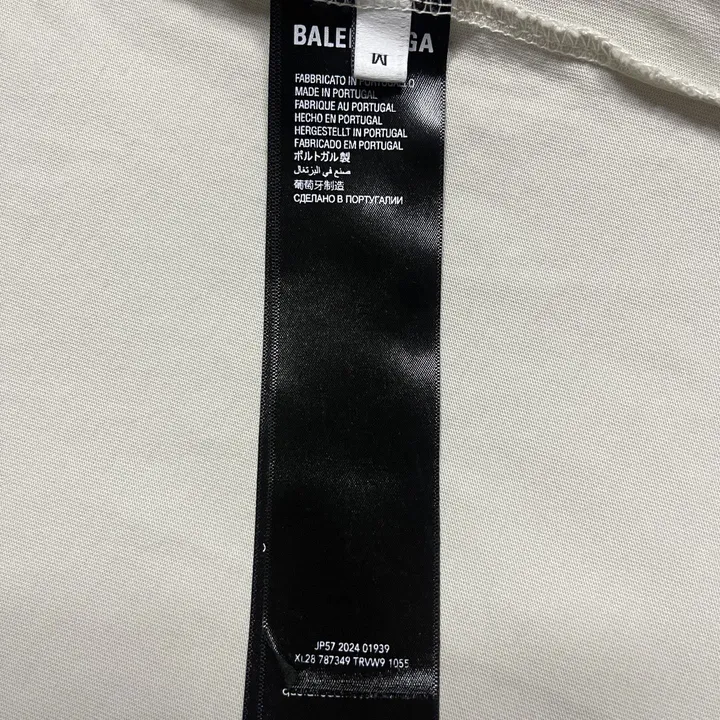 M
FABBRICATO IN
MADE IN PORTUGAL
FABRIQUE AU PORTUGAL
HECHO EN PORTUGAL
HERGESTELLT IN PORTUGAL
FABRICADO EM PORTUGAL
ポルトガル製
صنع في البرتغال
葡萄牙制造
СДЕЛАНО В ПОРТУГАЛИИ
JP57 2024 01939
XL28 787349 TRVW9 1055